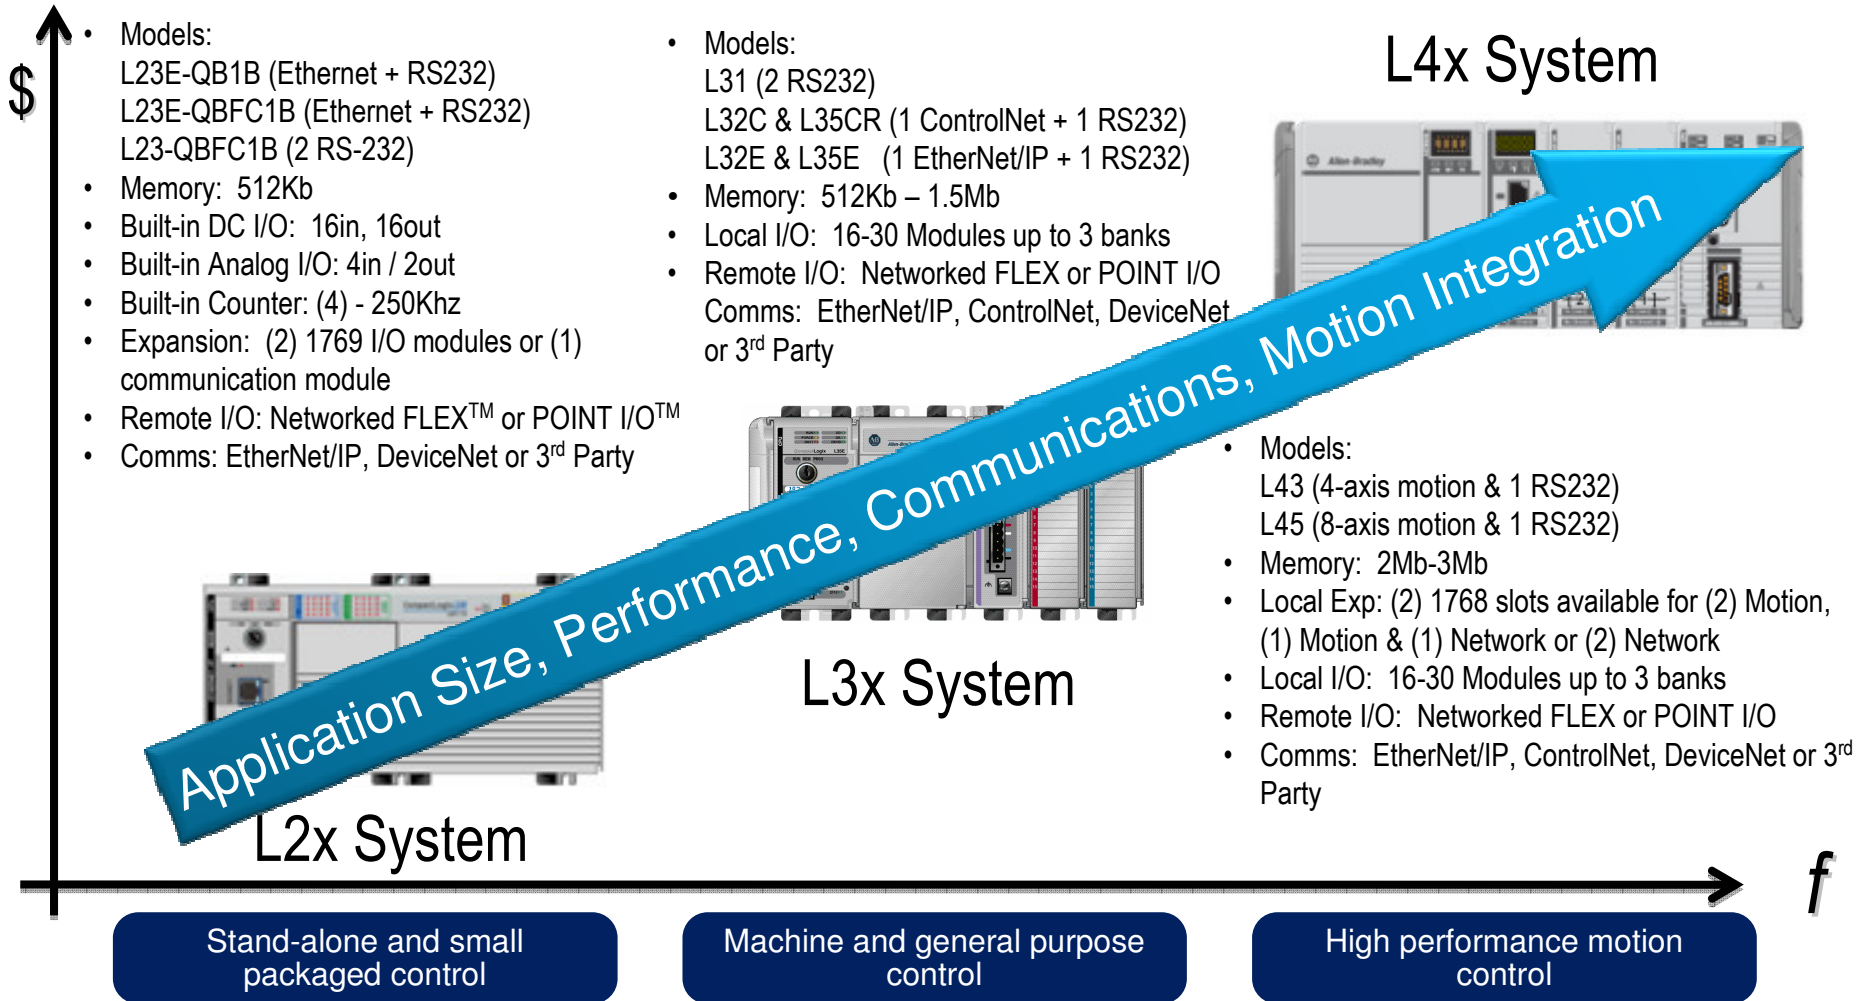 $
• Models:
L23E-QB1B (Ethernet + RS232)
L23E-QBFC1B (Ethernet + RS232)
L23-QBFC1B (2 RS-232)
• Memory: 512Kb
• Built-in DC I/O: 16in, 16out
• Built-in Analog I/O: 4in / 2out
• Built-in Counter: (4) - 250Khz
• Expansion: (2) 1769 I/O modules or (1)
communication module
• Remote I/O: Networked FLEX™ or POINT I/O™
• Comms: EtherNet/IP, DeviceNet or 3rd Party
• Models:
L31 (2 RS232)
L32C & L35CR (1 ControlNet + 1 RS232)
L32E & L35E (1 EtherNet/IP + 1 RS232)
• Memory: 512Kb – 1.5Mb
• Local I/O: 16-30 Modules up to 3 banks
• Remote I/O: Networked FLEX or POINT I/O
Comms: EtherNet/IP, ControlNet, DeviceNet
or 3rd Party
L4x System
Allen-Bradley
Application Size, Performance, Communications, Motion Integration
L3x System
L2x System
• Models:
L43 (4-axis motion & 1 RS232)
L45 (8-axis motion & 1 RS232)
• Memory: 2Mb-3Mb
• Local Exp: (2) 1768 slots available for (2) Motion,
(1) Motion & (1) Network or (2) Network
• Local I/O: 16-30 Modules up to 3 banks
• Remote I/O: Networked FLEX or POINT I/O
• Comms: EtherNet/IP, ControlNet, DeviceNet or 3rd
Party
f
Stand-alone and small
packaged control
Machine and general purpose
control
High performance motion
control